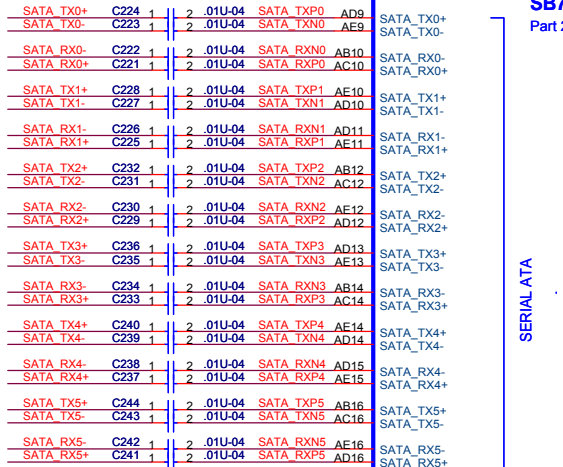 SB7
Part 2
SATA_TX0+ C224 1 2 .01U-04 SATA_TXP0 AD9 SATA_TX0+
SATA_TX0- C223 1 2 .01U-04 SATA_TXN0 AE9 SATA_TX0-
SATA_RX0- C222 1 2 .01U-04 SATA_RXN0 AB10 SATA_RX0-
SATA_RX0+ C221 1 2 .01U-04 SATA_RXP0 AC10 SATA_RX0+
SATA_TX1+ C228 1 2 .01U-04 SATA_TXP1 AE10 SATA_TX1+
SATA_TX1- C227 1 2 .01U-04 SATA_TXN1 AD10 SATA_TX1-
SATA_RX1- C226 1 2 .01U-04 SATA_RXN1 AD11 SATA_RX1-
SATA_RX1+ C225 1 2 .01U-04 SATA_RXP1 AE11 SATA_RX1+
SATA_TX2+ C232 1 2 .01U-04 SATA_TXP2 AB12 SATA_TX2+
SATA_TX2- C231 1 2 .01U-04 SATA_TXN2 AC12 SATA_TX2-
SATA_RX2- C230 1 2 .01U-04 SATA_RXN2 AE12 SATA_RX2-
SATA_RX2+ C229 1 2 .01U-04 SATA_RXP2 AD12 SATA_RX2+
SATA_TX3+ C236 1 2 .01U-04 SATA_TXP3 AD13 SATA_TX3+
SATA_TX3- C235 1 2 .01U-04 SATA_TXN3 AE13 SATA_TX3-
SATA_RX3- C234 1 2 .01U-04 SATA_RXN3 AB14 SATA_RX3-
SATA_RX3+ C233 1 2 .01U-04 SATA_RXP3 AC14 SATA_RX3+
SATA_TX4+ C240 1 2 .01U-04 SATA_TXP4 AE14 SATA_TX4+
SATA_TX4- C239 1 2 .01U-04 SATA_TXN4 AD14 SATA_TX4-
SATA_RX4- C238 1 2 .01U-04 SATA_RXN4 AD15 SATA_RX4-
SATA_RX4+ C237 1 2 .01U-04 SATA_RXP4 AE15 SATA_RX4+
SATA_TX5+ C244 1 2 .01U-04 SATA_TXP5 AB16 SATA_TX5+
SATA_TX5- C243 1 2 .01U-04 SATA_TXN5 AC16 SATA_TX5-
SATA_RX5- C242 1 2 .01U-04 SATA_RXN5 AE16 SATA_RX5-
SATA_RX5+ C241 1 2 .01U-04 SATA_RXP5 AD16 SATA_RX5+
SERIAL ATA